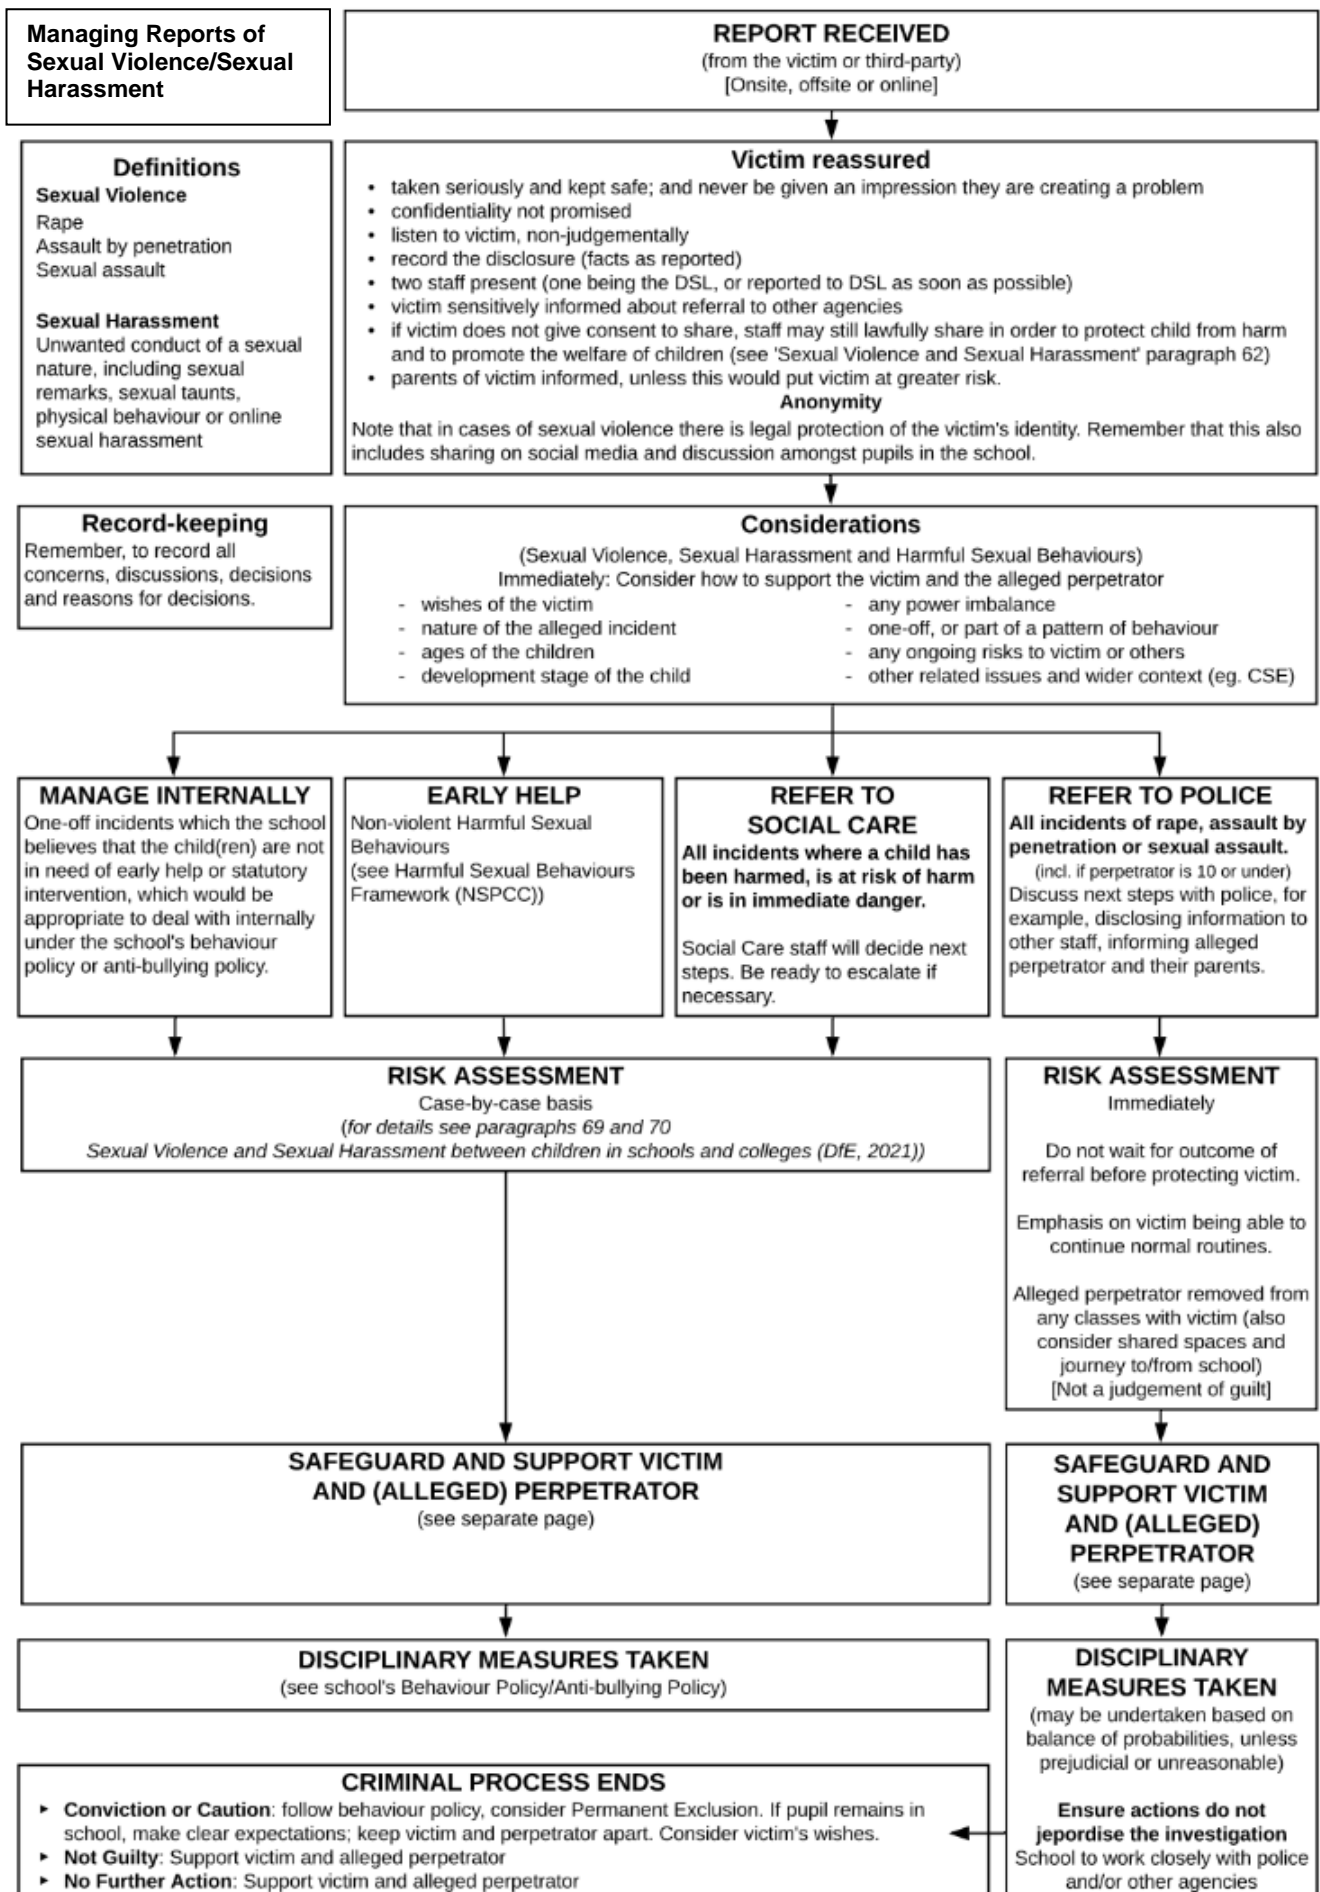 Managing Reports of
Sexual Violence/Sexual
Harassment
REPORT RECEIVED
(from the victim or third-party)
[Onsite, offsite or online]
Definitions
Sexual Violence
Rape
Assault by penetration
Sexual assault
Sexual Harassment
Unwanted conduct of a sexual
nature, including sexual
remarks, sexual taunts,
physical behaviour or online
sexual harassment
Victim reassured
• taken seriously and kept safe; and never be given an impression they are creating a problem
• confidentiality not promised
• listen to victim, non-judgementally
• record the disclosure (facts as reported)
• two staff present (one being the DSL, or reported to DSL as soon as possible)
• victim sensitively informed about referral to other agencies
• if victim does not give consent to share, staff may still lawfully share in order to protect child from harm
and to promote the welfare of children (see 'Sexual Violence and Sexual Harassment' paragraph 62)
• parents of victim informed, unless this would put victim at greater risk.
Anonymity
Note that in cases of sexual violence there is legal protection of the victim's identity. Remember that this also
includes sharing on social media and discussion amongst pupils in the school.
Record-keeping
Remember, to record all
concerns, discussions, decisions
and reasons for decisions.
Considerations
(Sexual Violence, Sexual Harassment and Harmful Sexual Behaviours)
Immediately: Consider how to support the victim and the alleged perpetrator
- wishes of the victim
- nature of the alleged incident
- ages of the children
- development stage of the child
- any power imbalance
- one-off, or part of a pattern of behaviour
- any ongoing risks to victim or others
- other related issues and wider context (eg. CSE)
MANAGE INTERNALLY
One-off incidents which the school
believes that the child(ren) are not
in need of early help or statutory
intervention, which would be
appropriate to deal with internally
under the school's behaviour
policy or anti-bullying policy.
EARLY HELP
Non-violent Harmful Sexual
Behaviours
(see Harmful Sexual Behaviours
Framework (NSPCC))
REFER TO
SOCIAL CARE
All incidents where a child has
been harmed, is at risk of harm
or is in immediate danger.
Social Care staff will decide next
steps. Be ready to escalate if
necessary.
REFER TO POLICE
All incidents of rape, assault by
penetration or sexual assault.
(incl. if perpetrator is 10 or under)
Discuss next steps with police, for
example, disclosing information to
other staff, informing alleged
perpetrator and their parents.
RISK ASSESSMENT
Case-by-case basis
(for details see paragraphs 69 and 70
Sexual Violence and Sexual Harassment between children in schools and colleges (DfE, 2021))
RISK ASSESSMENT
Immediately
Do not wait for outcome of
referral before protecting victim.
Emphasis on victim being able to
continue normal routines.
Alleged perpetrator removed from
any classes with victim (also
consider shared spaces and
journey to/from school)
[Not a judgement of guilt]
SAFEGUARD AND SUPPORT VICTIM
AND (ALLEGED) PERPETRATOR
(see separate page)
SAFEGUARD AND
SUPPORT VICTIM
AND (ALLEGED)
PERPETRATOR
(see separate page)
DISCIPLINARY MEASURES TAKEN
(see school's Behaviour Policy/Anti-bullying Policy)
DISCIPLINARY
MEASURES TAKEN
(may be undertaken based on
balance of probabilities, unless
prejudicial or unreasonable)
Ensure actions do not
jepordise the investigation
School to work closely with police
and/or other agencies
CRIMINAL PROCESS ENDS
‣ Conviction or Caution: follow behaviour policy, consider Permanent Exclusion. If pupil remains in
school, make clear expectations; keep victim and perpetrator apart. Consider victim's wishes.
‣ Not Guilty: Support victim and alleged perpetrator
‣ No Further Action: Support victim and alleged perpetrator